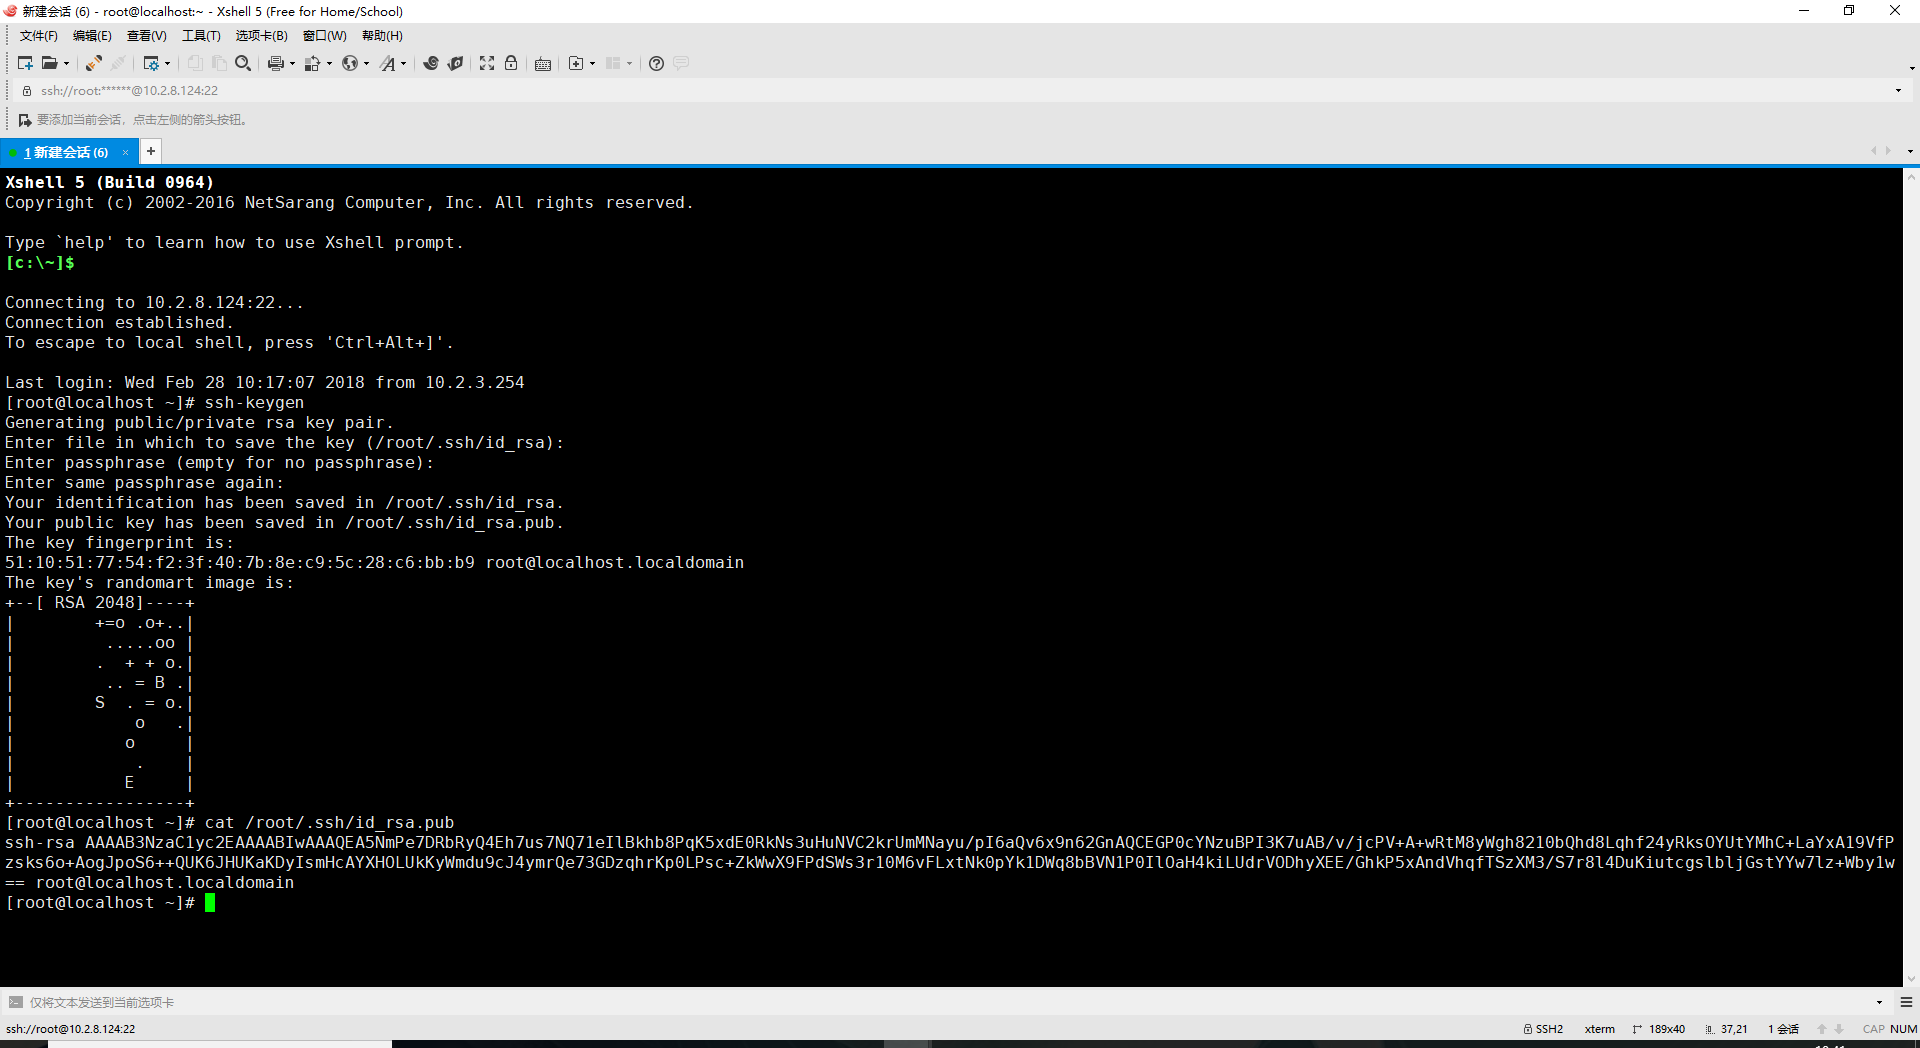 新建会话 (6) - root@localhost:~ - Xshell 5 (Free for Home/School)
文件(F) 编辑(E) 查看(V) 工具(T) 选项卡(B) 窗口(W) 帮助(H)
ssh://root:******@10.2.8.124:22
要添加当前会话，点击左侧的箭头按钮。
1 新建会话 (6) × +
Xshell 5 (Build 0964)
Copyright (c) 2002-2016 NetSarang Computer, Inc. All rights reserved.
Type `help' to learn how to use Xshell prompt.
[c:\~]$
Connecting to 10.2.8.124:22...
Connection established.
To escape to local shell, press 'Ctrl+Alt+]'.
Last login: Wed Feb 28 10:17:07 2018 from 10.2.3.254
[root@localhost ~]# ssh-keygen
Generating public/private rsa key pair.
Enter file in which to save the key (/root/.ssh/id_rsa):
Enter passphrase (empty for no passphrase):
Enter same passphrase again:
Your identification has been saved in /root/.ssh/id_rsa.
Your public key has been saved in /root/.ssh/id_rsa.pub.
The key fingerprint is:
51:10:51:77:54:f2:3f:40:7b:8e:c9:5c:28:c6:bb:b9 root@localhost.localdomain
The key's randomart image is:
+--[ RSA 2048]----+
|        +=o .o+..|
|         .....oo |
|        .  + + o.|
|         .. = B .|
|        S  . = o.|
|            o   .|
|           o     |
|            .    |
|           E     |
+-----------------+
[root@localhost ~]# cat /root/.ssh/id_rsa.pub
ssh-rsa AAAAB3NzaC1yc2EAAAABIwAAAQEA5NmPe7DRbRyQ4Eh7us7NQ71eIlBkhb8PqK5xdE0RkNs3uHuNVC2krUmMNayu/pI6aQv6x9n62GnAQCEGP0cYNzuBPI3K7uAB/v/jcPV+A+wRtM8yWgh8210bQhd8Lqhf24yRksOYUtYMhC+LaYxA19VfP
zsks6o+AogJpoS6++QUK6JHUKaKDyIsmHcAYXHOLUkKyWmdu9cJ4ymrQe73GDzqhrKp0LPsc+ZkWwX9FPdSWs3r10M6vFLxtNk0pYk1DWq8bBVN1P0IlOaH4kiLUdrVODhyXEE/GhkP5xAndVhqfTSzXM3/S7r8l4DuKiutcgslbljGstYYw7lz+Wby1w
== root@localhost.localdomain
[root@localhost ~]#
仅将文本发送到当前选项卡
ssh://root@10.2.8.124:22 SSH2 xterm 189x40 37,21 1 会话 CAP NUM